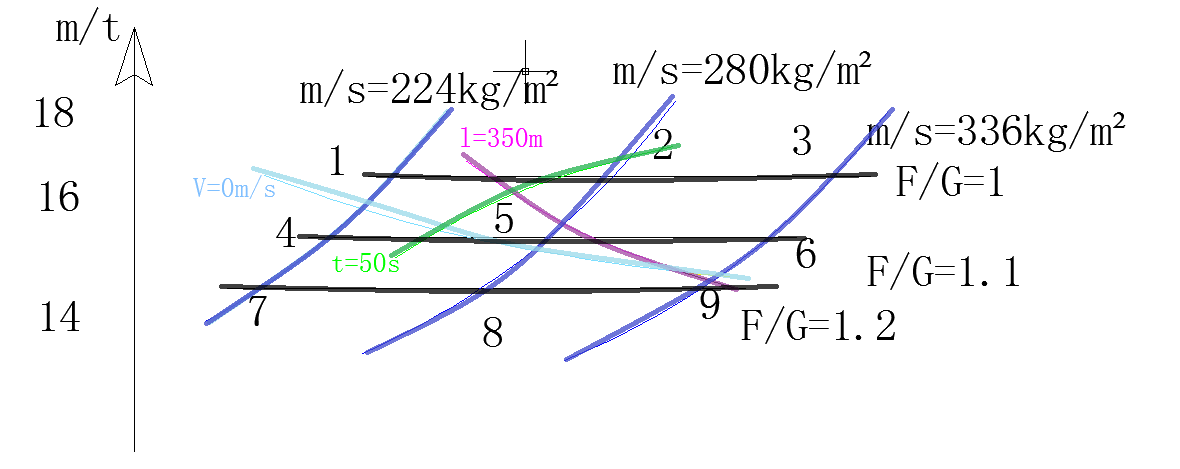 m/t
m/s=280kg/m²
m/s=224kg/m²
18
l=350m
m/s=336kg/m²
1
2
3
V=0m/s
F/G=1
16
5
4
6
t=50s
F/G=1.1
7
9
14
8
F/G=1.2